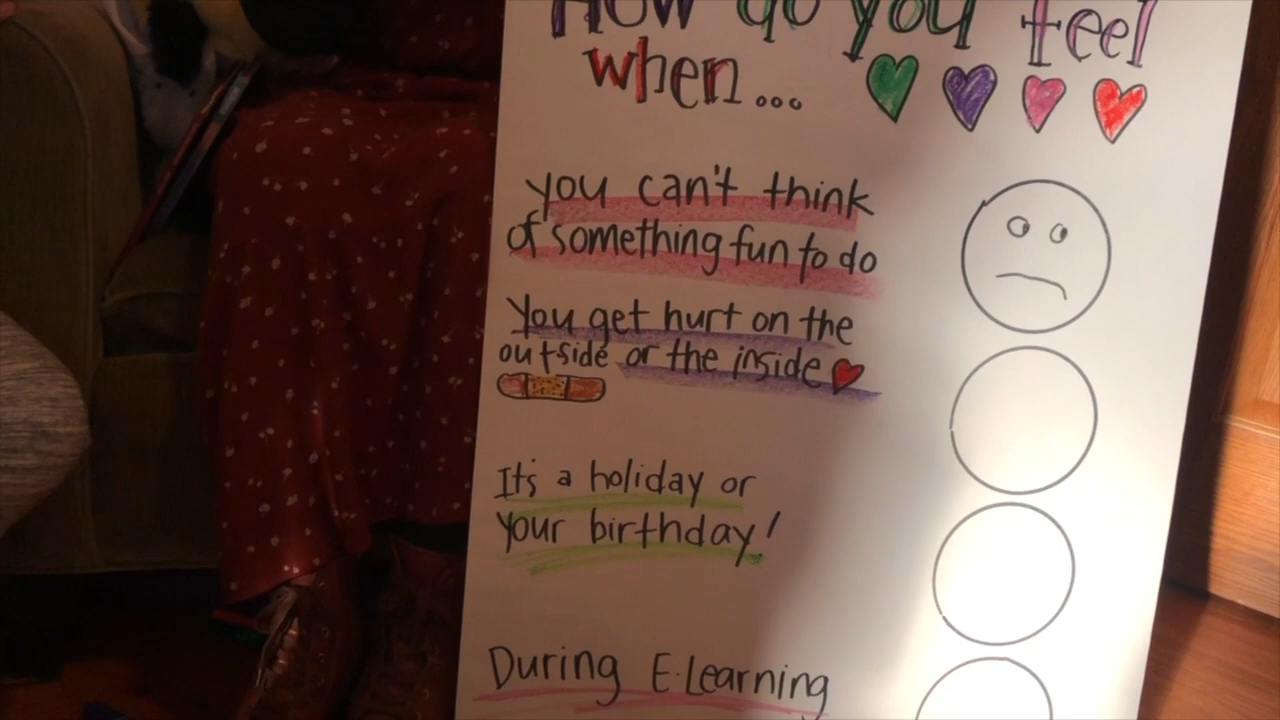 How do you feel
when...
you can't think
of something fun to do
You get hurt on the
outside or the inside
It's a holiday or
your birthday!
During E-Learning